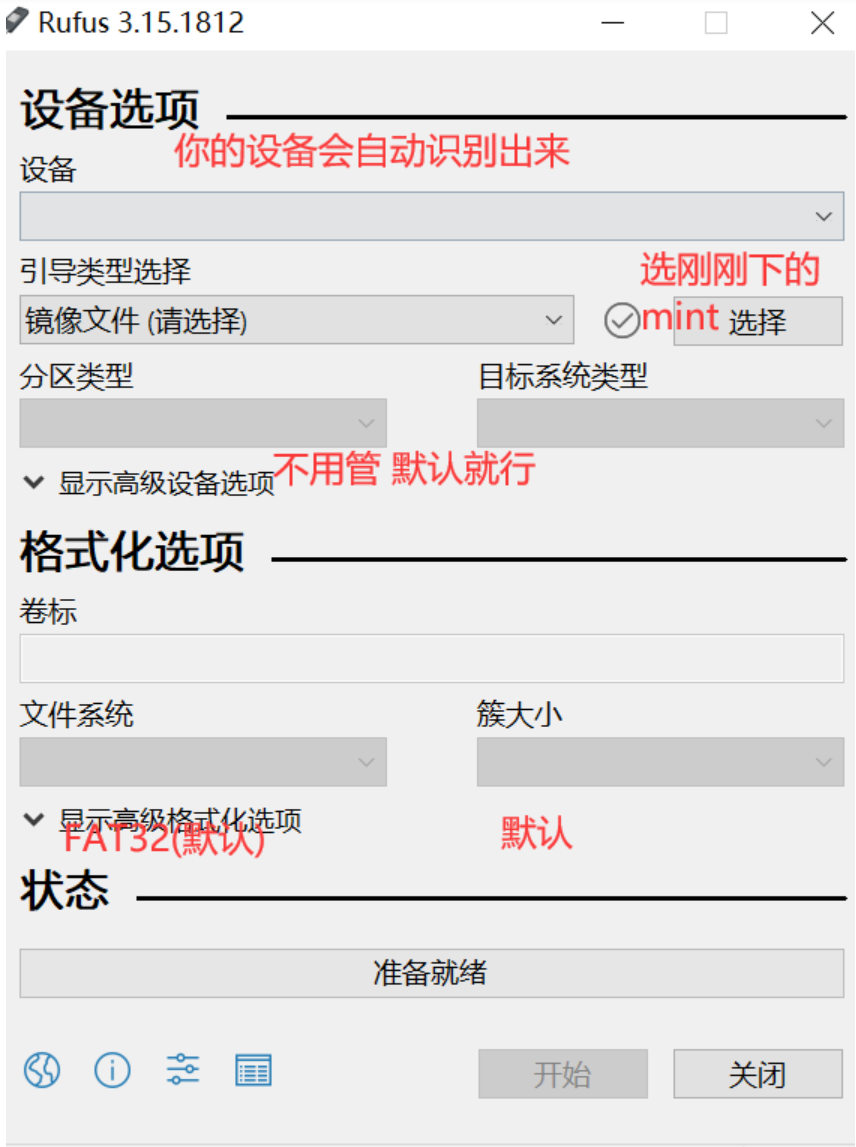 Rufus 3.15.1812
设备选项
你的设备会自动识别出来
设备
引导类型选择
选刚刚下的
镜像文件 (请选择)
mint 选择
分区类型
目标系统类型
不用管 默认就行
显示高级设备选项
格式化选项
卷标
文件系统
簇大小
显示高级格式化选项
FAT32(默认)
默认
状态
准备就绪
开始
关闭